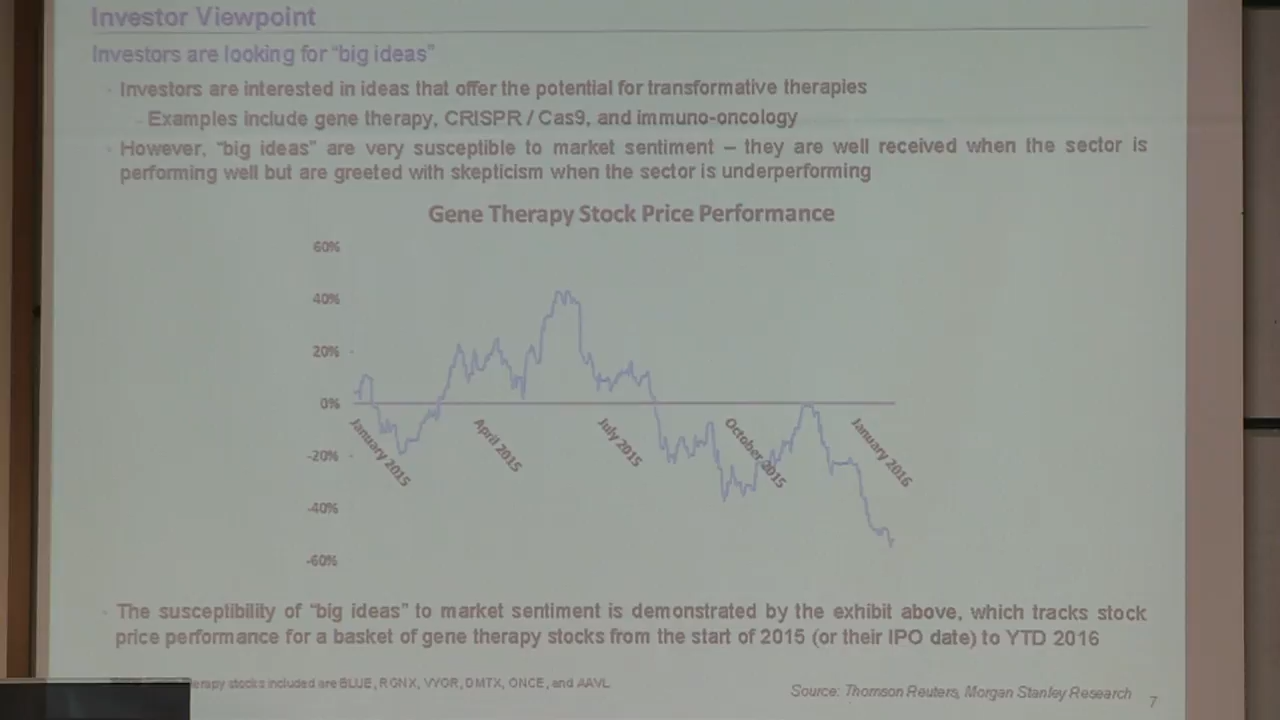 Investor Viewpoint
Investors are looking for "big ideas"
Investors are interested in ideas that offer the potential for transformative therapies
Examples include gene therapy, CRISPR / Cas9, and immuno-oncology
However, "big ideas" are very susceptible to market sentiment – they are well received when the sector is
performing well but are greeted with skepticism when the sector is underperforming
Gene Therapy Stock Price Performance
60%
40%
20%
0%
-20%
-40%
-60%
January 2015
April 2015
July 2015
October 2015
January 2016
The susceptibility of "big ideas" to market sentiment is demonstrated by the exhibit above, which tracks stock
price performance for a basket of gene therapy stocks from the start of 2015 (or their IPO date) to YTD 2016
stocks included are BLUE, RGNX, VYGR, DMTX, ONCE, and AAVL
Source: Thomson Reuters, Morgan Stanley Research
7